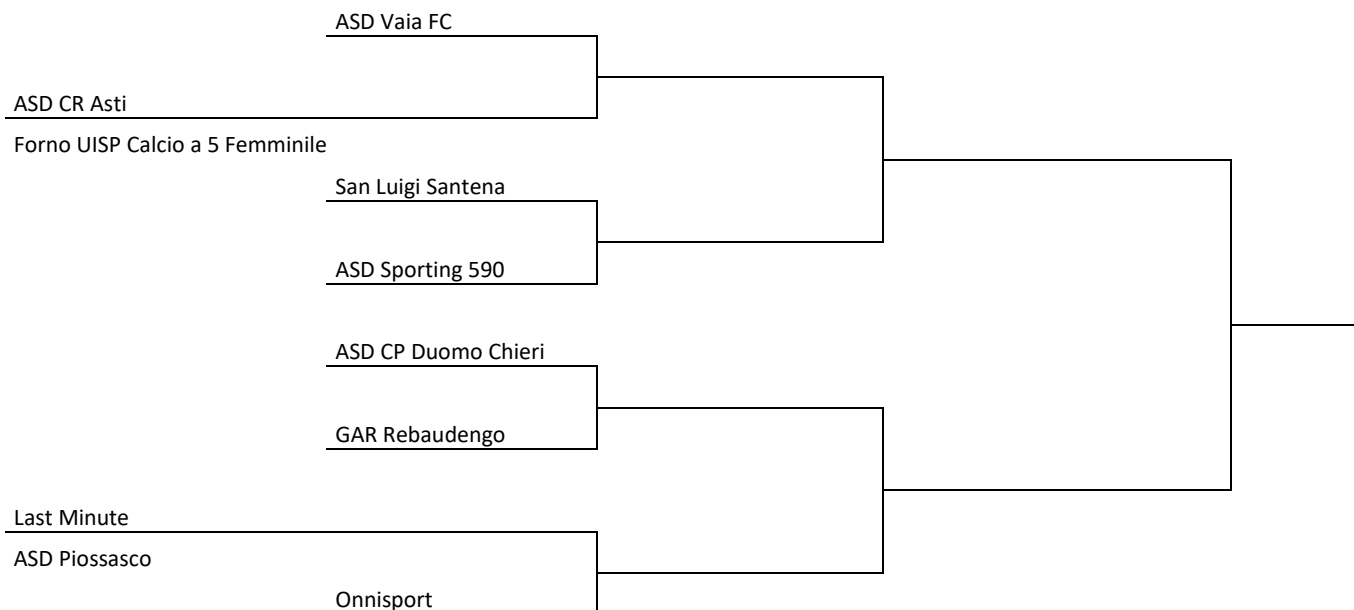 ASD Vaia FC
ASD CR Asti
Forno UISP Calcio a 5 Femminile
San Luigi Santena
ASD Sporting 590
ASD CP Duomo Chieri
GAR Rebaudengo
Last Minute
ASD Piossasco
Onnisport